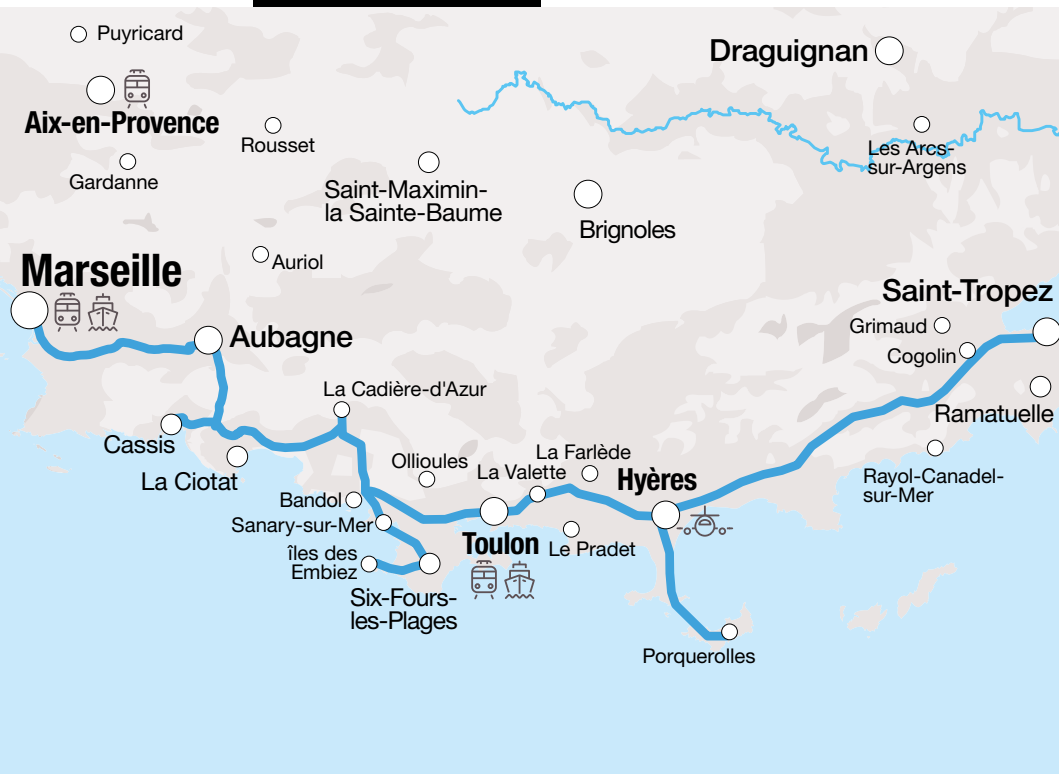 Puyricard
Draguignan
Aix-en-Provence
Rousset
Les Arcs-
sur-Argens
Gardanne
Saint-Maximin-
la Sainte-Baume
Brignoles
Auriol
Marseille
Saint-Tropez
Grimaud
Aubagne
Cogolin
La Cadière-d'Azur
Ramatuelle
Cassis
La Farlède
Ollioules
La Valette
Hyères
La Ciotat
Rayol-Canadel-
sur-Mer
Bandol
Sanary-sur-Mer
Toulon
Le Pradet
îles des
Embiez
Six-Fours-
les-Plages
Porquerolles